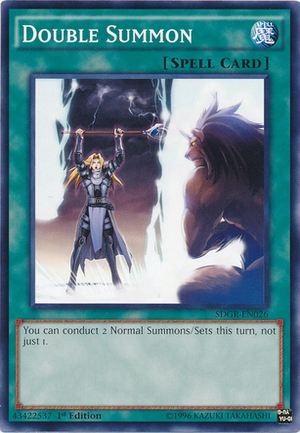 Double Summon
[Spell Card]
SDGR-EN026
You can conduct 2 Normal Summons/Sets this turn, not
just 1.
43422537 1st Edition ©1996 KAZUKI TAKAHASHI